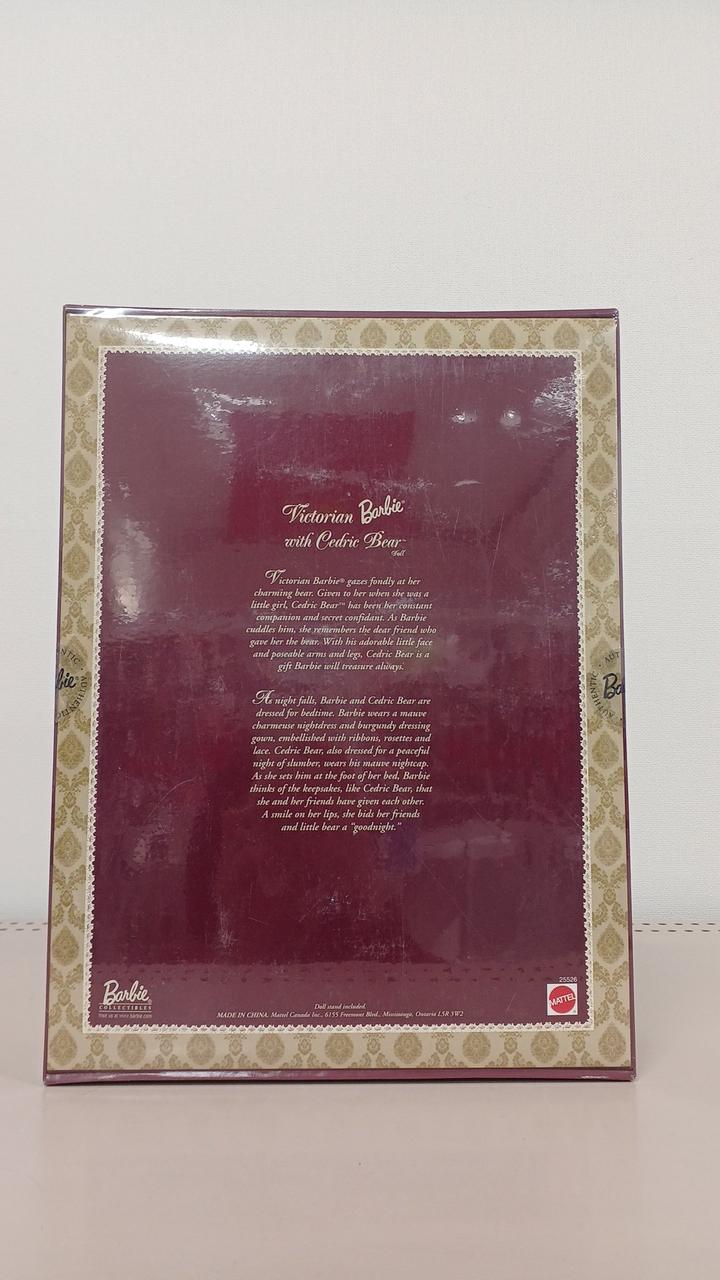 Victorian Barbie®
with Cedric Bear™
doll
Victorian Barbie® gazes fondly at her
charming bear. Given to her when she was a
little girl, Cedric Bear™ has been her constant
companion and secret confidant. As Barbie
cuddles him, she remembers the dear friend who
gave her the bear. With his adorable little face
and poseable arms and legs, Cedric Bear is a
gift Barbie will treasure always.
As night falls, Barbie and Cedric Bear are
dressed for bedtime. Barbie wears a mauve
charmeuse nightdress and burgundy dressing
gown, embellished with ribbons, rosettes and
lace. Cedric Bear, also dressed for a peaceful
night of slumber, wears his mauve nightcap.
As she sets him at the foot of her bed, Barbie
thinks of the keepsakes, like Cedric Bear, that
she and her friends have given each other.
A smile on her lips, she bids her friends
and little bear a "goodnight."
AUTHENTIC
AUTHENTIC
Barbie
COLLECTIBLES
Visit us at www.barbie.com
Doll stand included.
MADE IN CHINA. Mattel Canada Inc., 6155 Freemont Blvd., Mississauga, Ontario L5R 3W2
25526
MATTEL